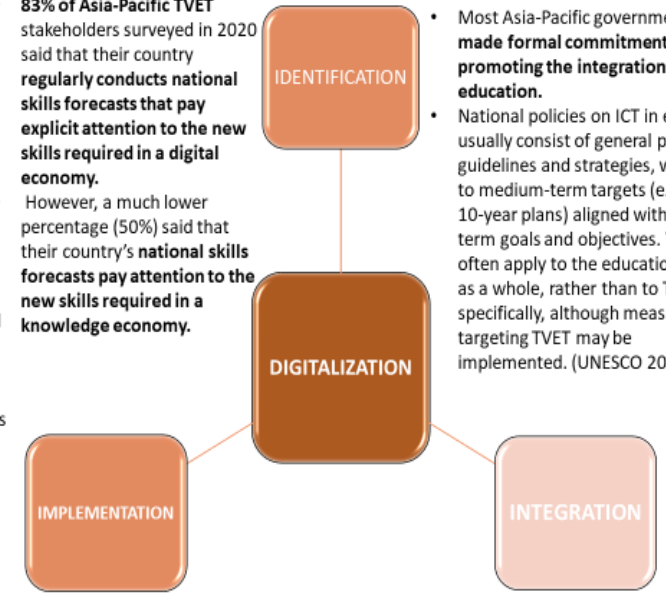 83% of Asia-Pacific TVET
stakeholders surveyed in 2020
said that their country
regularly conducts national
skills forecasts that pay
explicit attention to the new
skills required in a digital
economy.
However, a much lower
percentage (50%) said that
their country's national skills
forecasts pay attention to the
new skills required in a
knowledge economy.
IDENTIFICATION
• Most Asia-Pacific
made formal
promoting the integration
education.
• National policies on ICT in
usually consist of general
guidelines and strategies,
to medium-term targets
10-year plans) aligned with
term goals and objectives.
often apply to the
as a whole, rather than to
specifically, although
targeting TVET may be
implemented. (UNESCO
DIGITALIZATION
IMPLEMENTATION
INTEGRATION